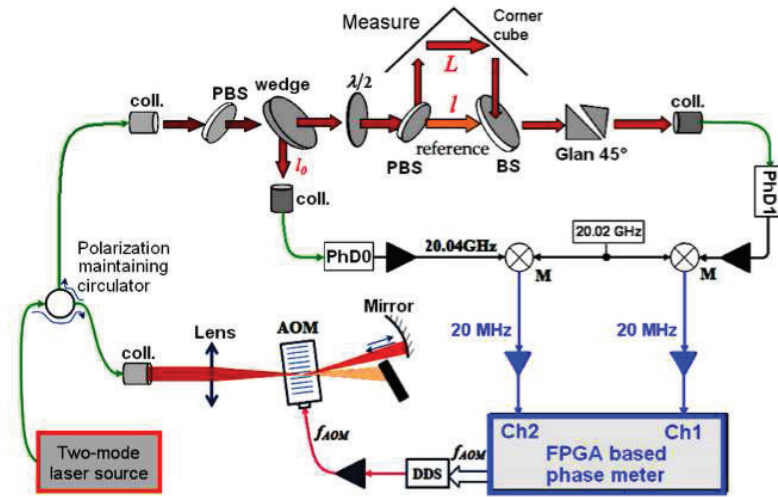 Measure
Corner
cube
coll.
PBS
wedge
λ/2
L
l
coll.
reference
l0
PBS
BS
Glan 45°
coll.
PhD1
Polarization
maintaining
circulator
PhD0
20.04GHz
20.02 GHz
M
M
Lens
AOM
Mirror
20 MHz
20 MHz
coll.
fAOM
fAOM
Ch2
Ch1
Two-mode
laser source
DDS
FPGA based
phase meter